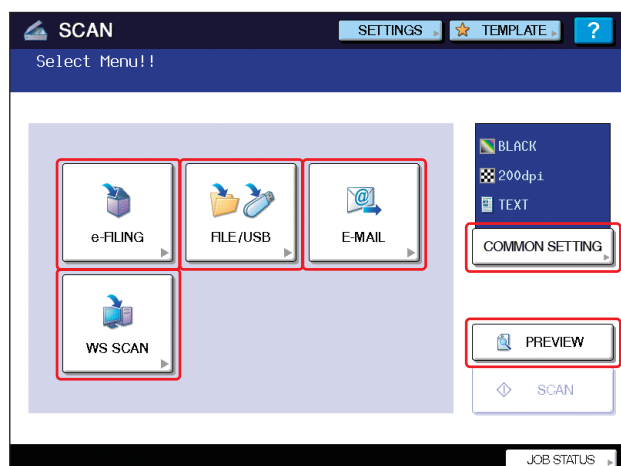 SCAN
SETTINGS
TEMPLATE
?
Select Menu!!
BLACK
200dpi
TEXT
e-FILING
FILE/USB
E-MAIL
COMMON SETTING
WS SCAN
PREVIEW
SCAN
JOB STATUS